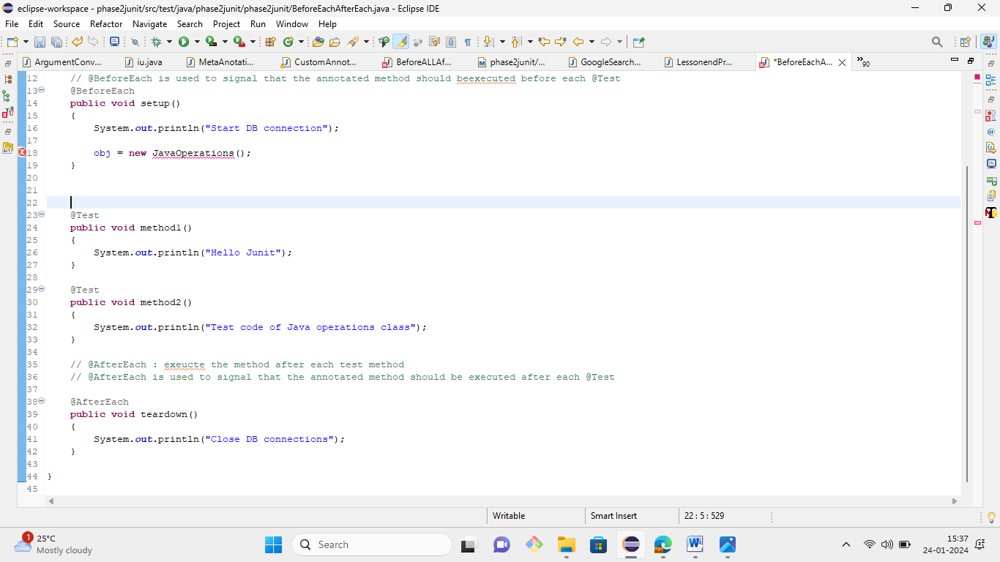 eclipse-workspace - phase2junit/src/test/java/phase2junit/phase2junit/BeforeEachAfterEach.java - Eclipse IDE
File Edit Source Refactor Navigate Search Project Run Window Help
ArgumentConv... iu.java MetaAnotati... CustomAnnot... BeforeALLAf... phase2junit/... GoogleSearch... LessonendPr... *BeforeEachA... 90
12 // @BeforeEach is used to signal that the annotated method should beexecuted before each @Test
13 @BeforeEach
14 public void setup()
15 {
16 System.out.println("Start DB connection");
17
18 obj = new JavaOperations();
19 }
20
21
22
23 @Test
24 public void method1()
25 {
26 System.out.println("Hello Junit");
27 }
28
29 @Test
30 public void method2()
31 {
32 System.out.println("Test code of Java operations class");
33 }
34
35 // @AfterEach : exeucte the method after each test method
36 // @AfterEach is used to signal that the annotated method should be executed after each @Test
37
38 @AfterEach
39 public void teardown()
40 {
41 System.out.println("Close DB connections");
42 }
43
44 }
45
Writable Smart Insert 22 : 5 : 529
1 25°C
Mostly cloudy
Search
15:37
24-01-2024